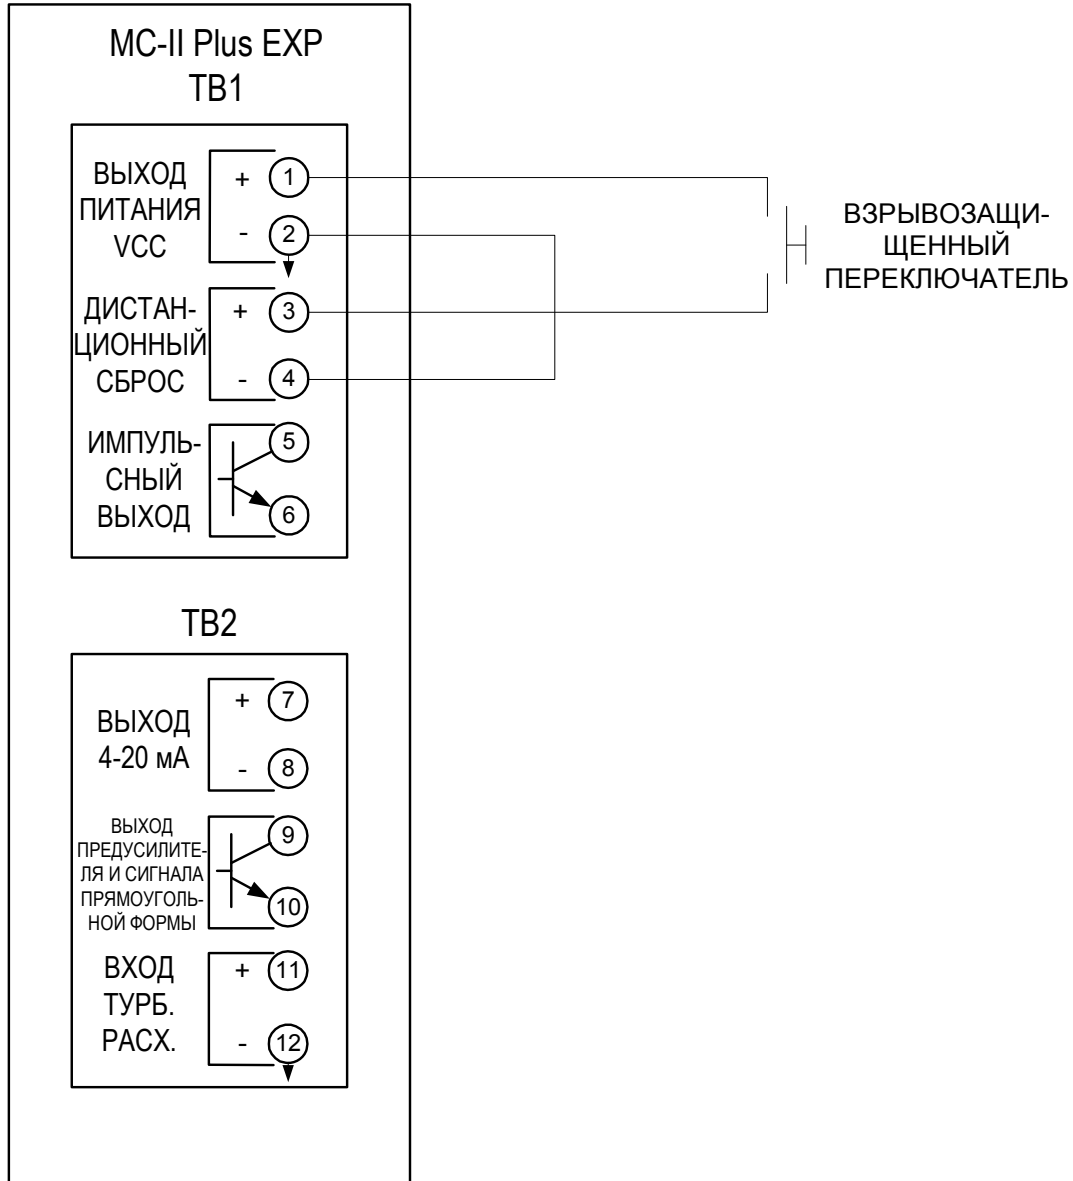 MC-II Plus EXP
TB1
ВЫХОД
ПИТАНИЯ
VCC
+ 1
- 2
ДИСТАН-
ЦИОННЫЙ
СБРОС
+ 3
- 4
ИМПУЛЬ-
СНЫЙ
ВЫХОД
5
6
ВЗРЫВОЗАЩИ-
ЩЕННЫЙ
ПЕРЕКЛЮЧАТЕЛЬ
TB2
ВЫХОД
4-20 мА
+ 7
- 8
ВЫХОД
ПРЕДУСИЛИТЕ-
ЛЯ И СИГНАЛА
ПРЯМОУГОЛЬ-
НОЙ ФОРМЫ
9
10
ВХОД
ТУРБ.
РАСХ.
+ 11
- 12